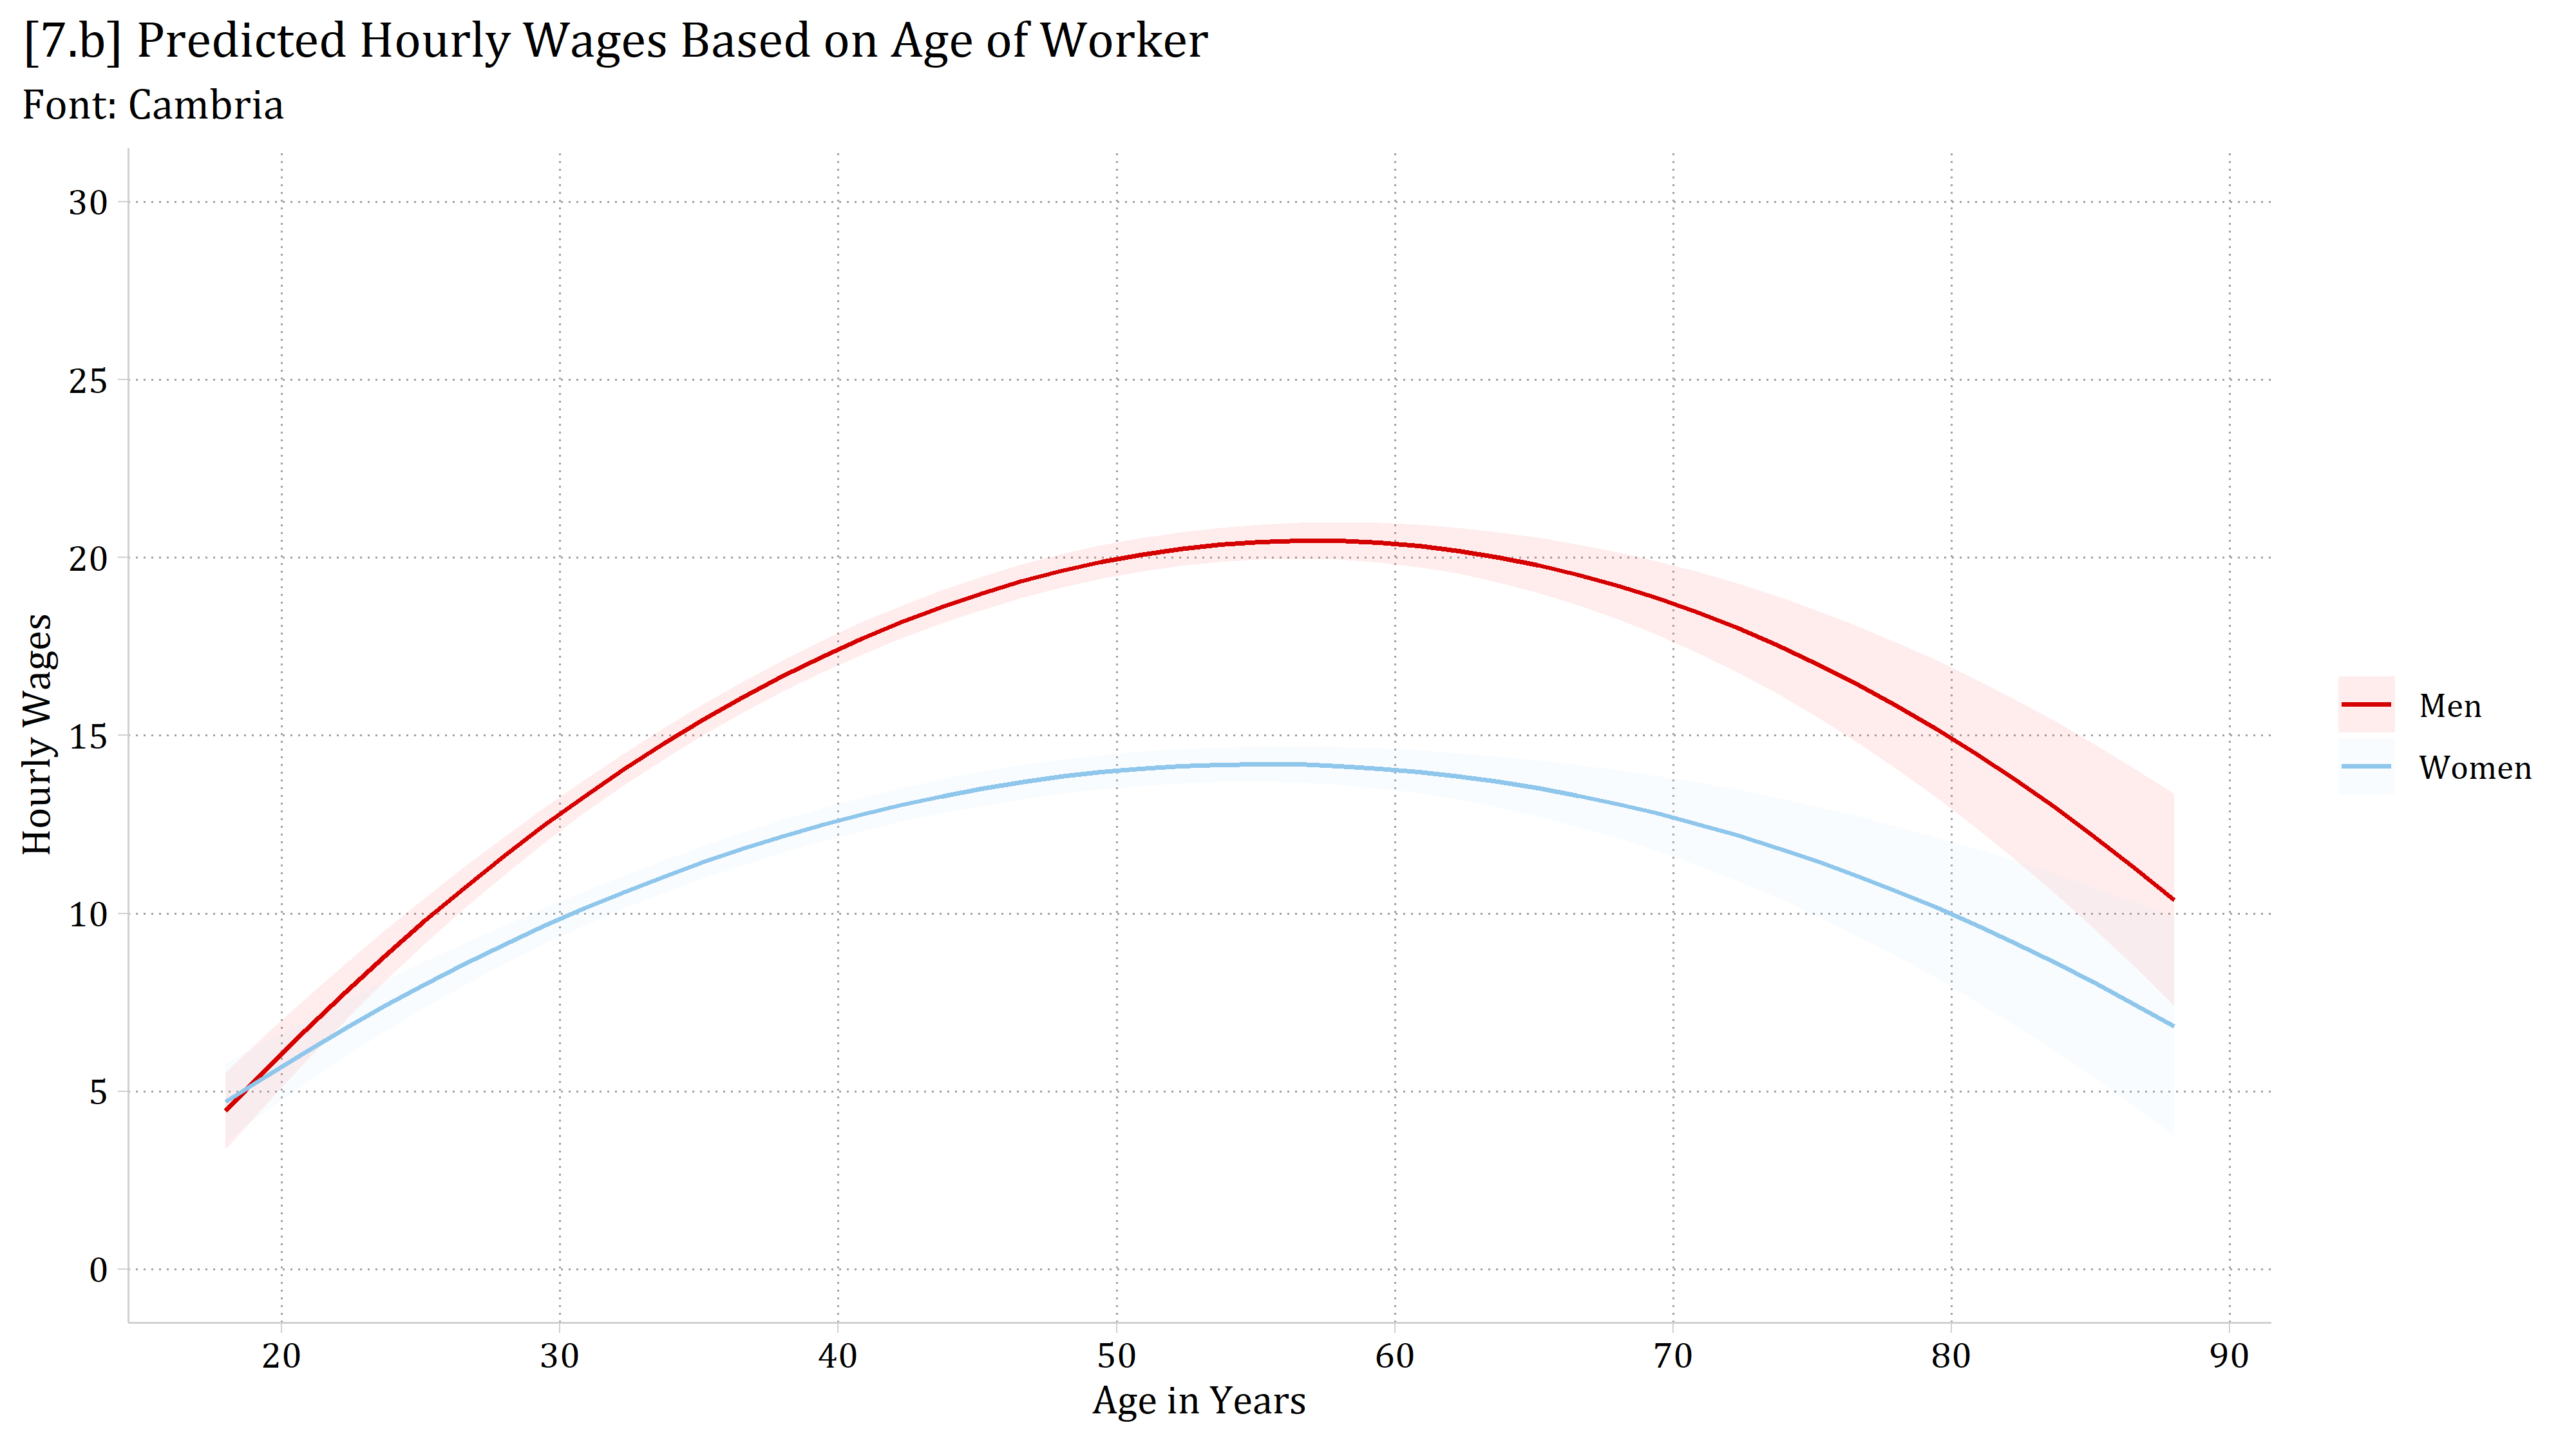 [7.b] Predicted Hourly Wages Based on Age of Worker
Font: Cambria
30
25
20
15
10
5
0
Hourly Wages
20 30 40 50 60 70 80 90
Age in Years
Men
Women